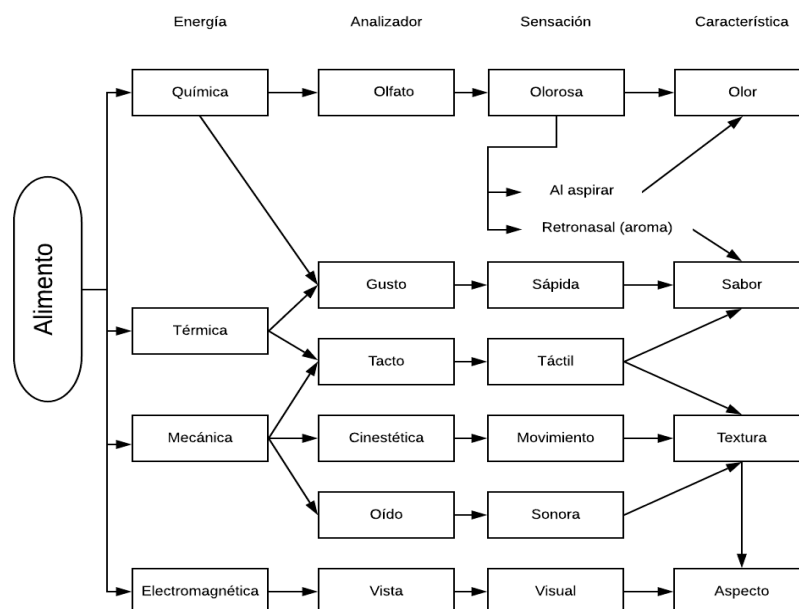 Energía
Analizador
Sensación
Característica
Química
Olfato
Olorosa
Olor
Al aspirar
Retronasal (aroma)
Alimento
Gusto
Sápida
Sabor
Térmica
Tacto
Táctil
Mecánica
Cinestética
Movimiento
Textura
Oído
Sonora
Electromagnética
Vista
Visual
Aspecto